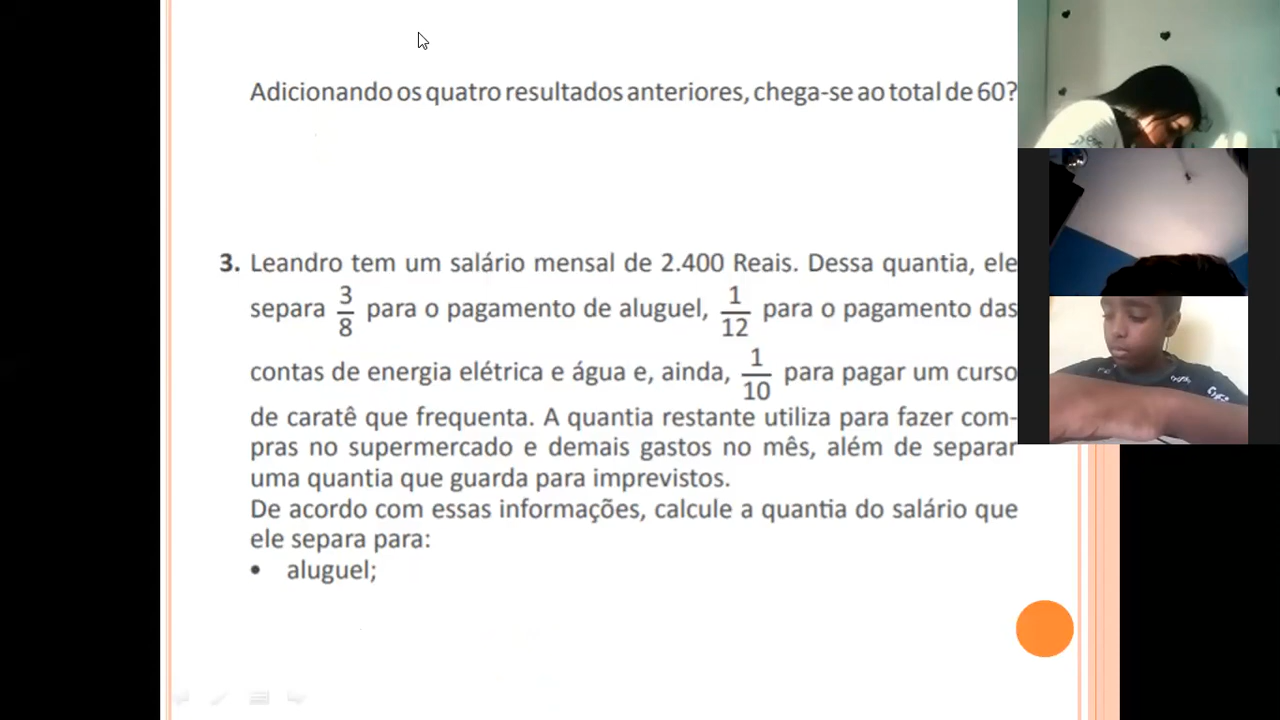 Adicionando os quatro resultados anteriores, chega-se ao total de 60?
3. Leandro tem um salário mensal de 2.400 Reais. Dessa quantia, ele
separa 3/8 para o pagamento de aluguel, 1/12 para o pagamento das
contas de energia elétrica e água e, ainda, 1/10 para pagar um curso
de caratê que frequenta. A quantia restante utiliza para fazer com-
pras no supermercado e demais gastos no mês, além de separar
uma quantia que guarda para imprevistos.
De acordo com essas informações, calcule a quantia do salário que
ele separa para:
• aluguel;